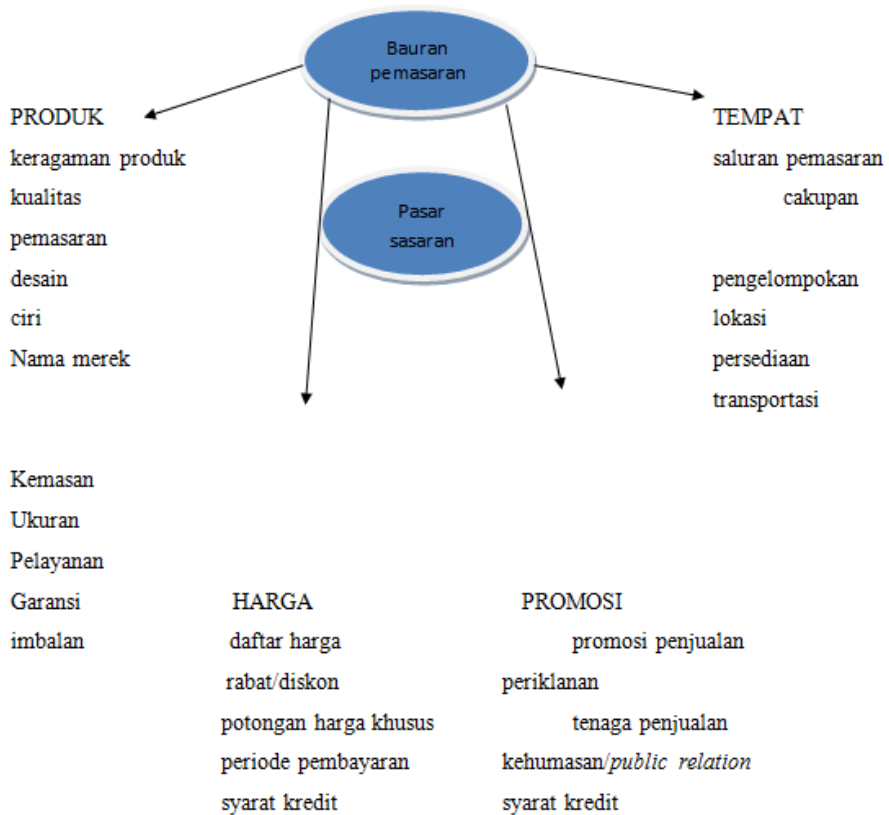 Bauran
pemasaran
PRODUK
keragaman produk
kualitas
pemasaran
desain
ciri
Nama merek
Kemasan
Ukuran
Pelayanan
Garansi
imbalan
Pasar
sasaran
TEMPAT
saluran pemasaran
cakupan
pengelompokan
lokasi
persediaan
transportasi
HARGA
daftar harga
rabat/diskon
potongan harga khusus
periode pembayaran
syarat kredit
PROMOSI
promosi penjualan
periklanan
tenaga penjualan
kehumasan/public relation
syarat kredit